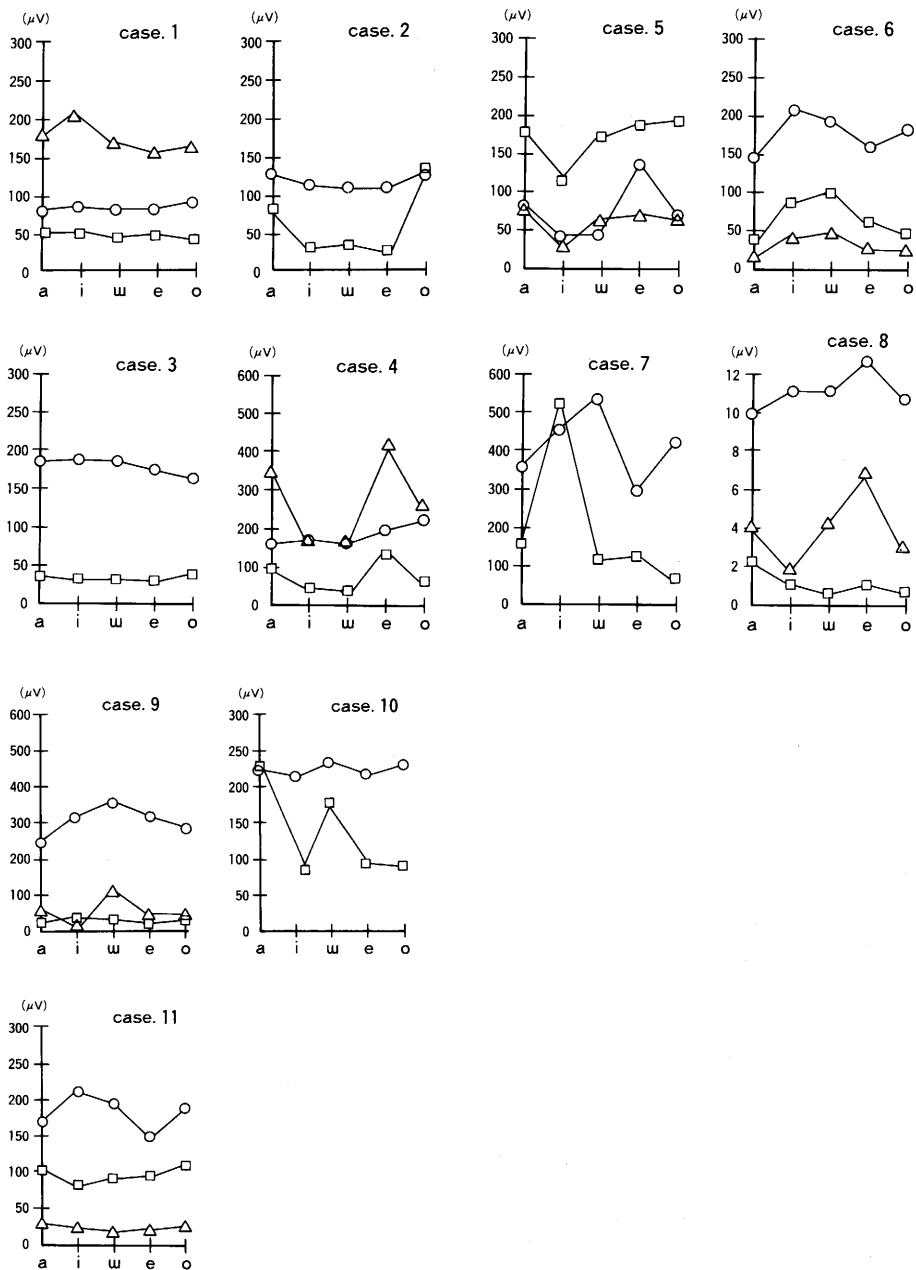 case. 1
(μV)
300
250
200
150
100
50
0
a i ɯ e o
case. 2
(μV)
300
250
200
150
100
50
0
a i ɯ e o
case. 5
(μV)
300
250
200
150
100
50
0
a i ɯ e o
case. 6
(μV)
300
250
200
150
100
50
0
a i ɯ e o
case. 3
(μV)
300
250
200
150
100
50
0
a i ɯ e o
case. 4
(μV)
600
500
400
300
200
100
0
a i ɯ e o
case. 7
(μV)
600
500
400
300
200
100
0
a i ɯ e o
case. 8
(μV)
12
10
8
6
4
2
0
a i ɯ e o
case. 9
(μV)
600
500
400
300
200
100
0
a i ɯ e o
case. 10
(μV)
300
250
200
150
100
50
0
a i ɯ e o
case. 11
(μV)
300
250
200
150
100
50
0
a i ɯ e o